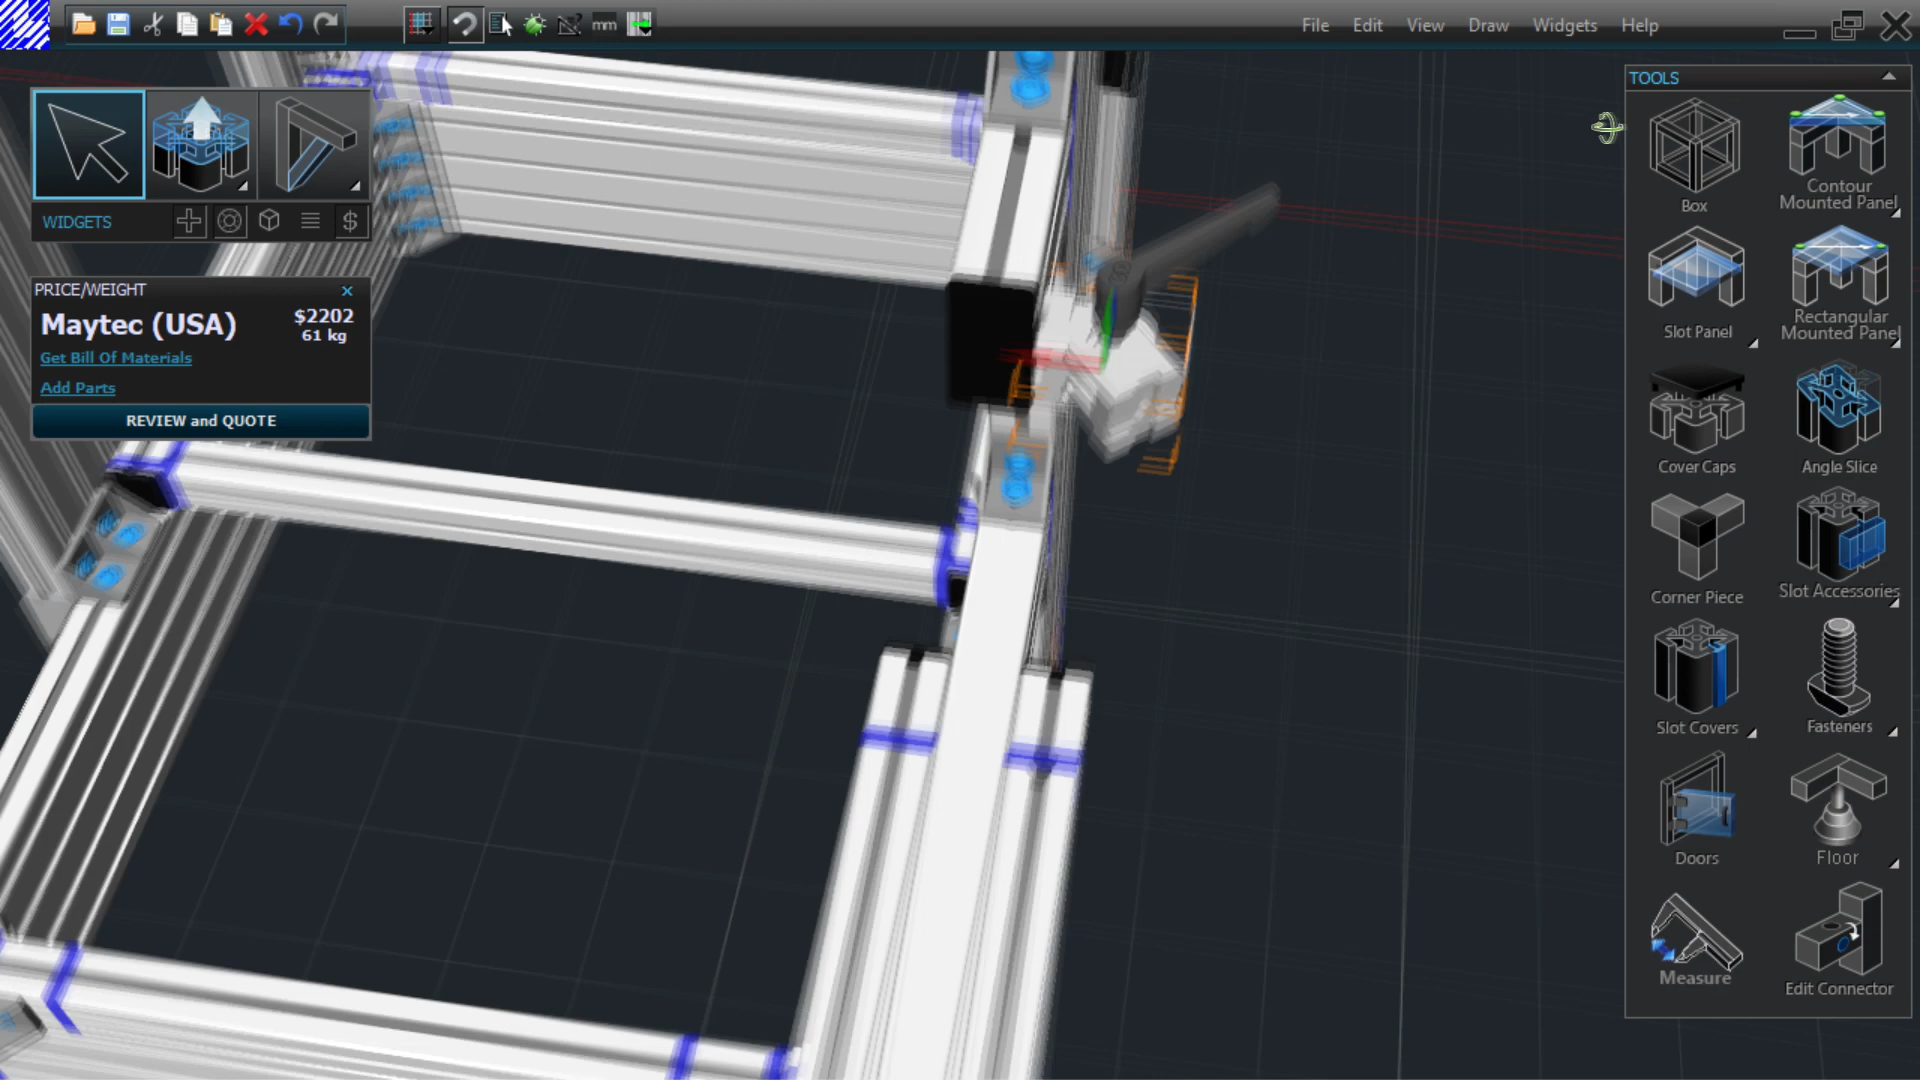 mm
File Edit View Draw Widgets Help
TOOLS
Box
Contour
Mounted Panel
Slot Panel
Rectangular
Mounted Panel
Cover Caps
Angle Slice
Corner Piece
Slot Accessories
Slot Covers
Fasteners
Doors
Floor
Measure
Edit Connector
WIDGETS
$
PRICE/WEIGHT
Maytec (USA) $2202
61 kg
Get Bill Of Materials
Add Parts
REVIEW and QUOTE